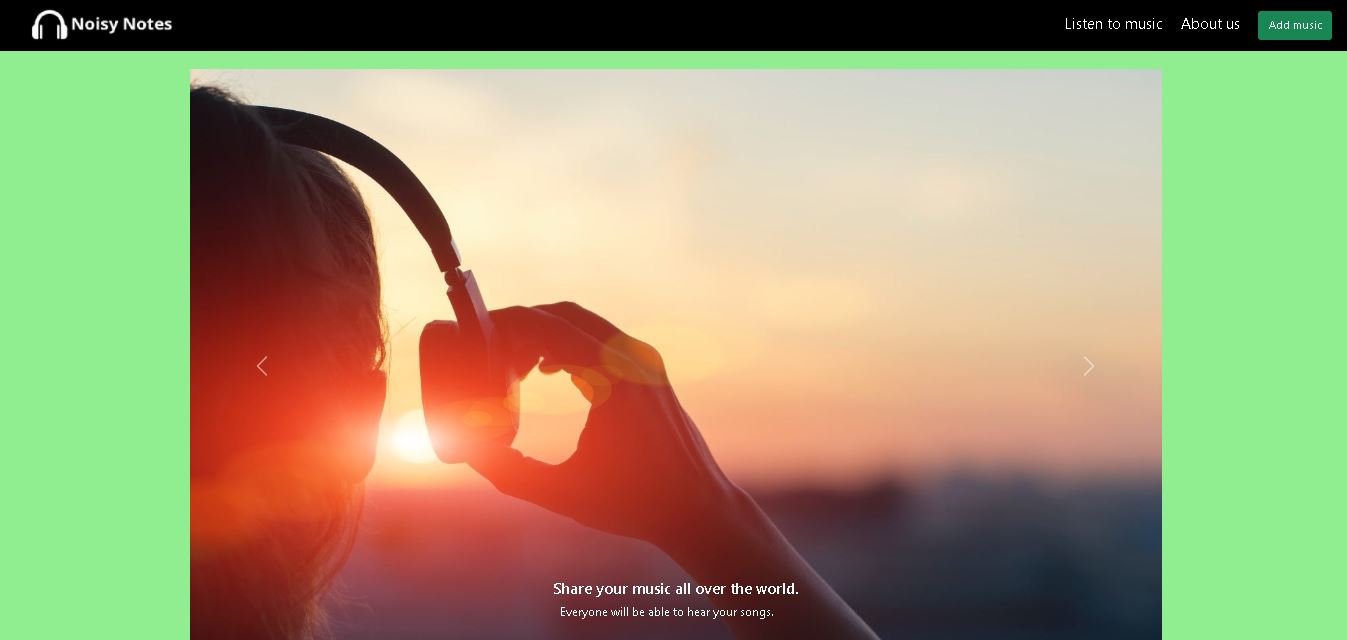 Noisy Notes
Listen to music
About us
Add music
Share your music all over the world.
Everyone will be able to hear your songs.